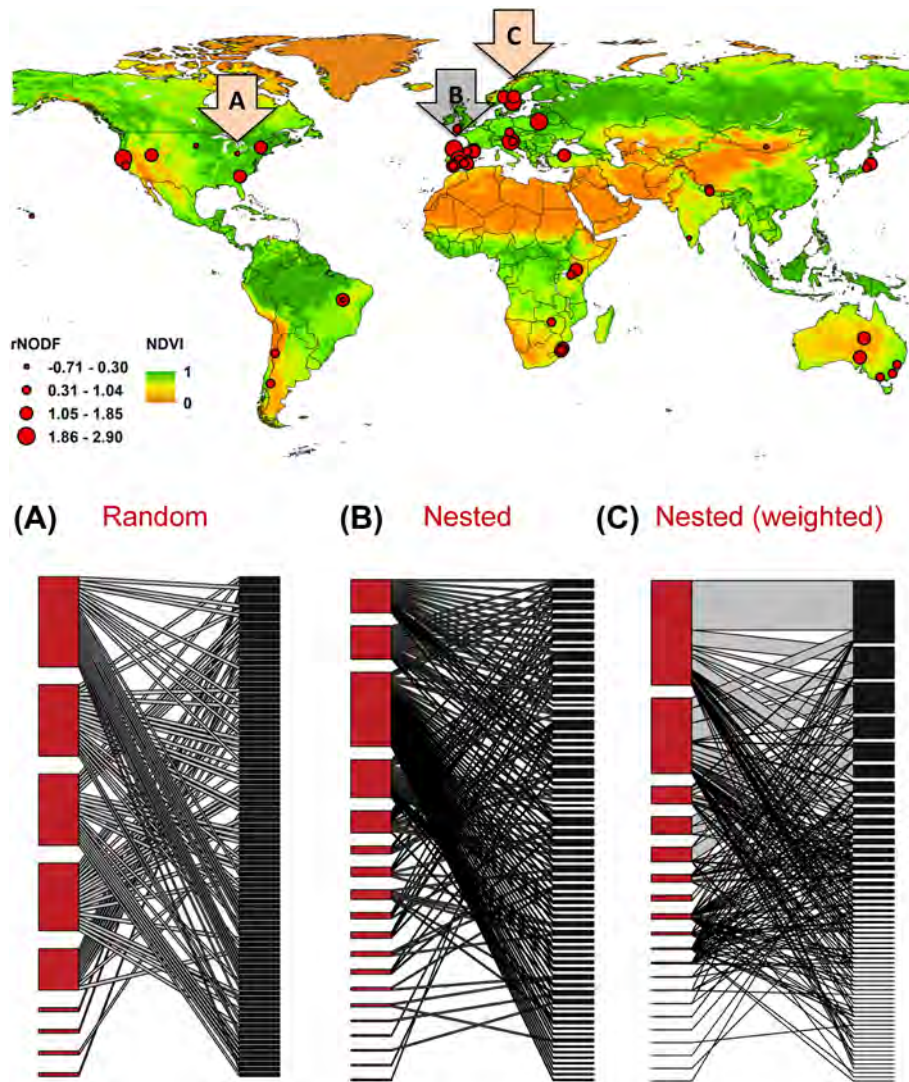 C
A
B
rNODF
-0.71 - 0.30
0.31 - 1.04
1.05 - 1.85
1.86 - 2.90
NDVI
1
0
(A) Random
(B) Nested
(C) Nested (weighted)